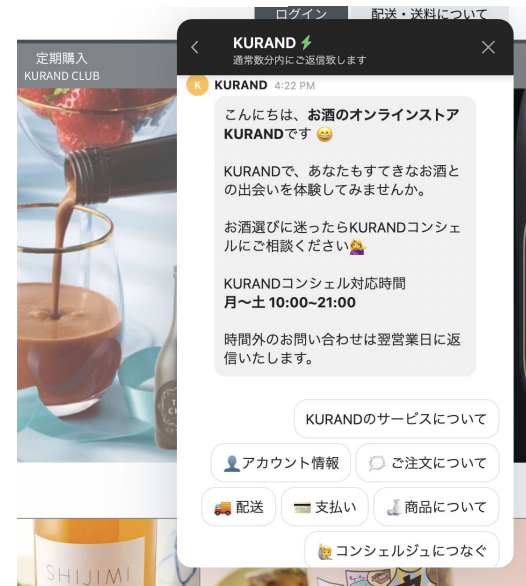 ログイン
配送・送料について
定期購入
KURAND CLUB
KURAND⚡
通常数分内にご返信致します
K
KURAND 4:22 PM
こんにちは、お酒のオンラインストア
KURANDです 😄
KURANDで、あなたもすてきなお酒と
の出会いを体験してみませんか。
お酒選びに迷ったらKURANDコンシェ
ルにご相談ください💁‍♀️
KURANDコンシェル対応時間
月〜土 10:00~21:00
時間外のお問い合わせは翌営業日に返
信いたします。
KURANDのサービスについて
👤アカウント情報
💭 ご注文について
🚚 配送
💳 支払い
🍶商品について
🙋コンシェルジュにつなぐ
SHIJIMI